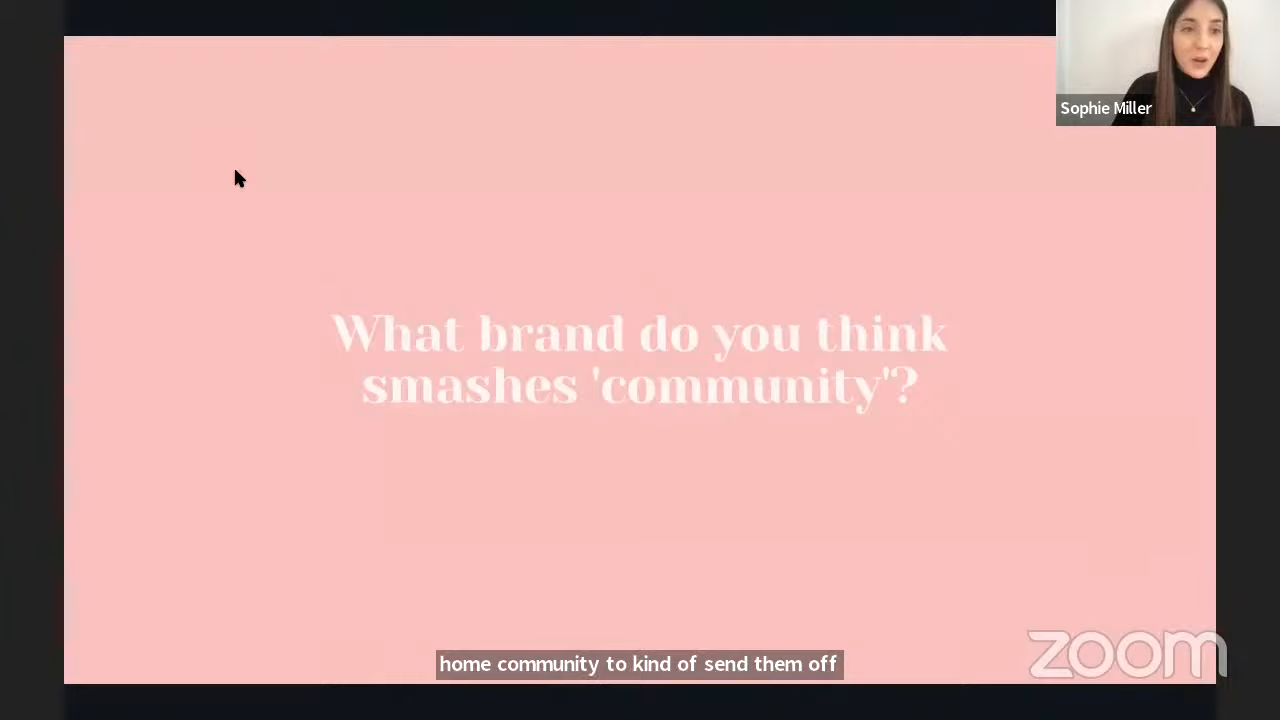 Sophie Miller
What brand do you think
smashes 'community'?
home community to kind of send them off
zoom